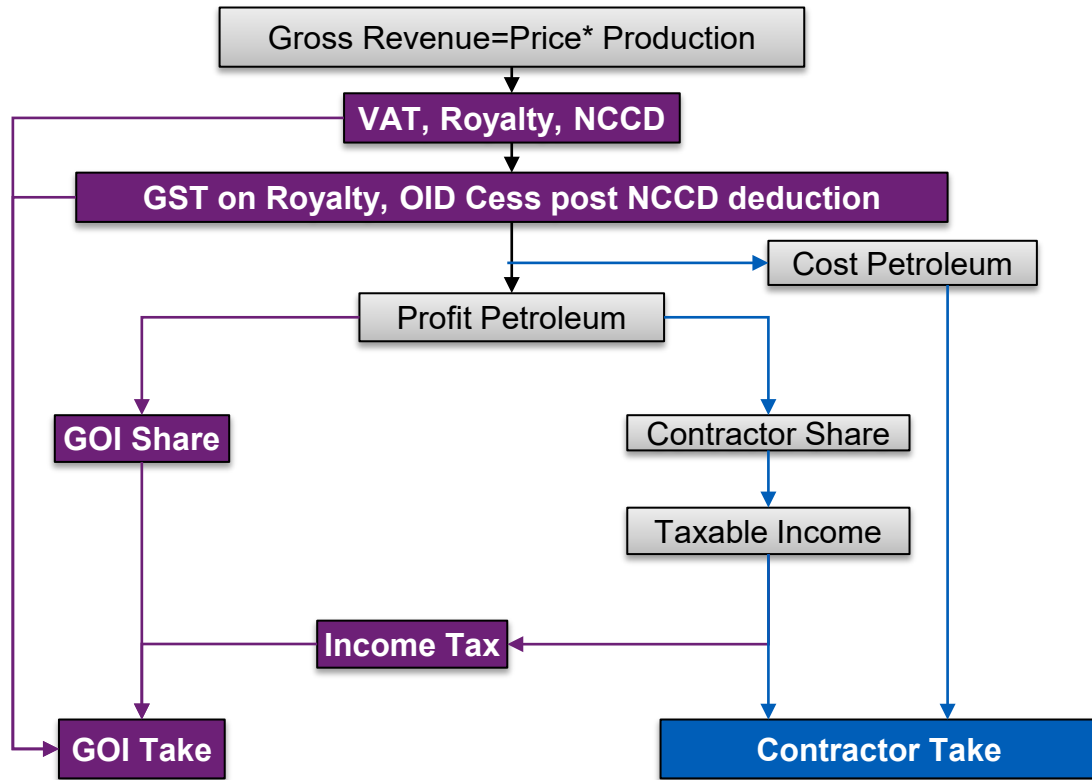 Gross Revenue=Price* Production
VAT, Royalty, NCCD
GST on Royalty, OID Cess post NCCD deduction
Cost Petroleum
Profit Petroleum
GOI Share
Contractor Share
Taxable Income
Income Tax
GOI Take
Contractor Take